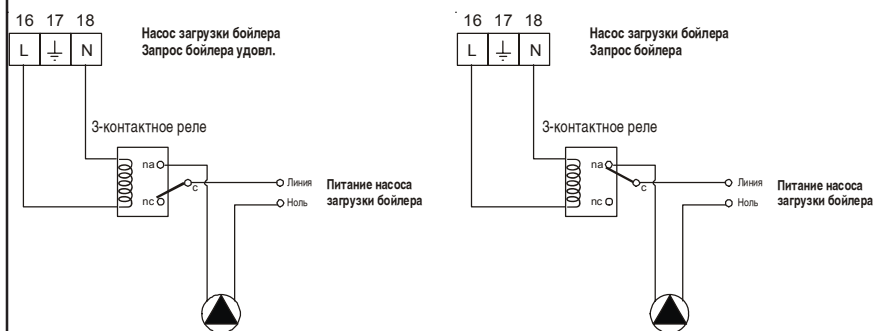 16 17 18
L N
Насос загрузки бойлера
Запрос бойлера удовл.
3-контактное реле
na
c
nc
Линия
Ноль
Питание насоса
загрузки бойлера
16 17 18
L N
Насос загрузки бойлера
Запрос бойлера
3-контактное реле
na
c
nc
Линия
Ноль
Питание насоса
загрузки бойлера